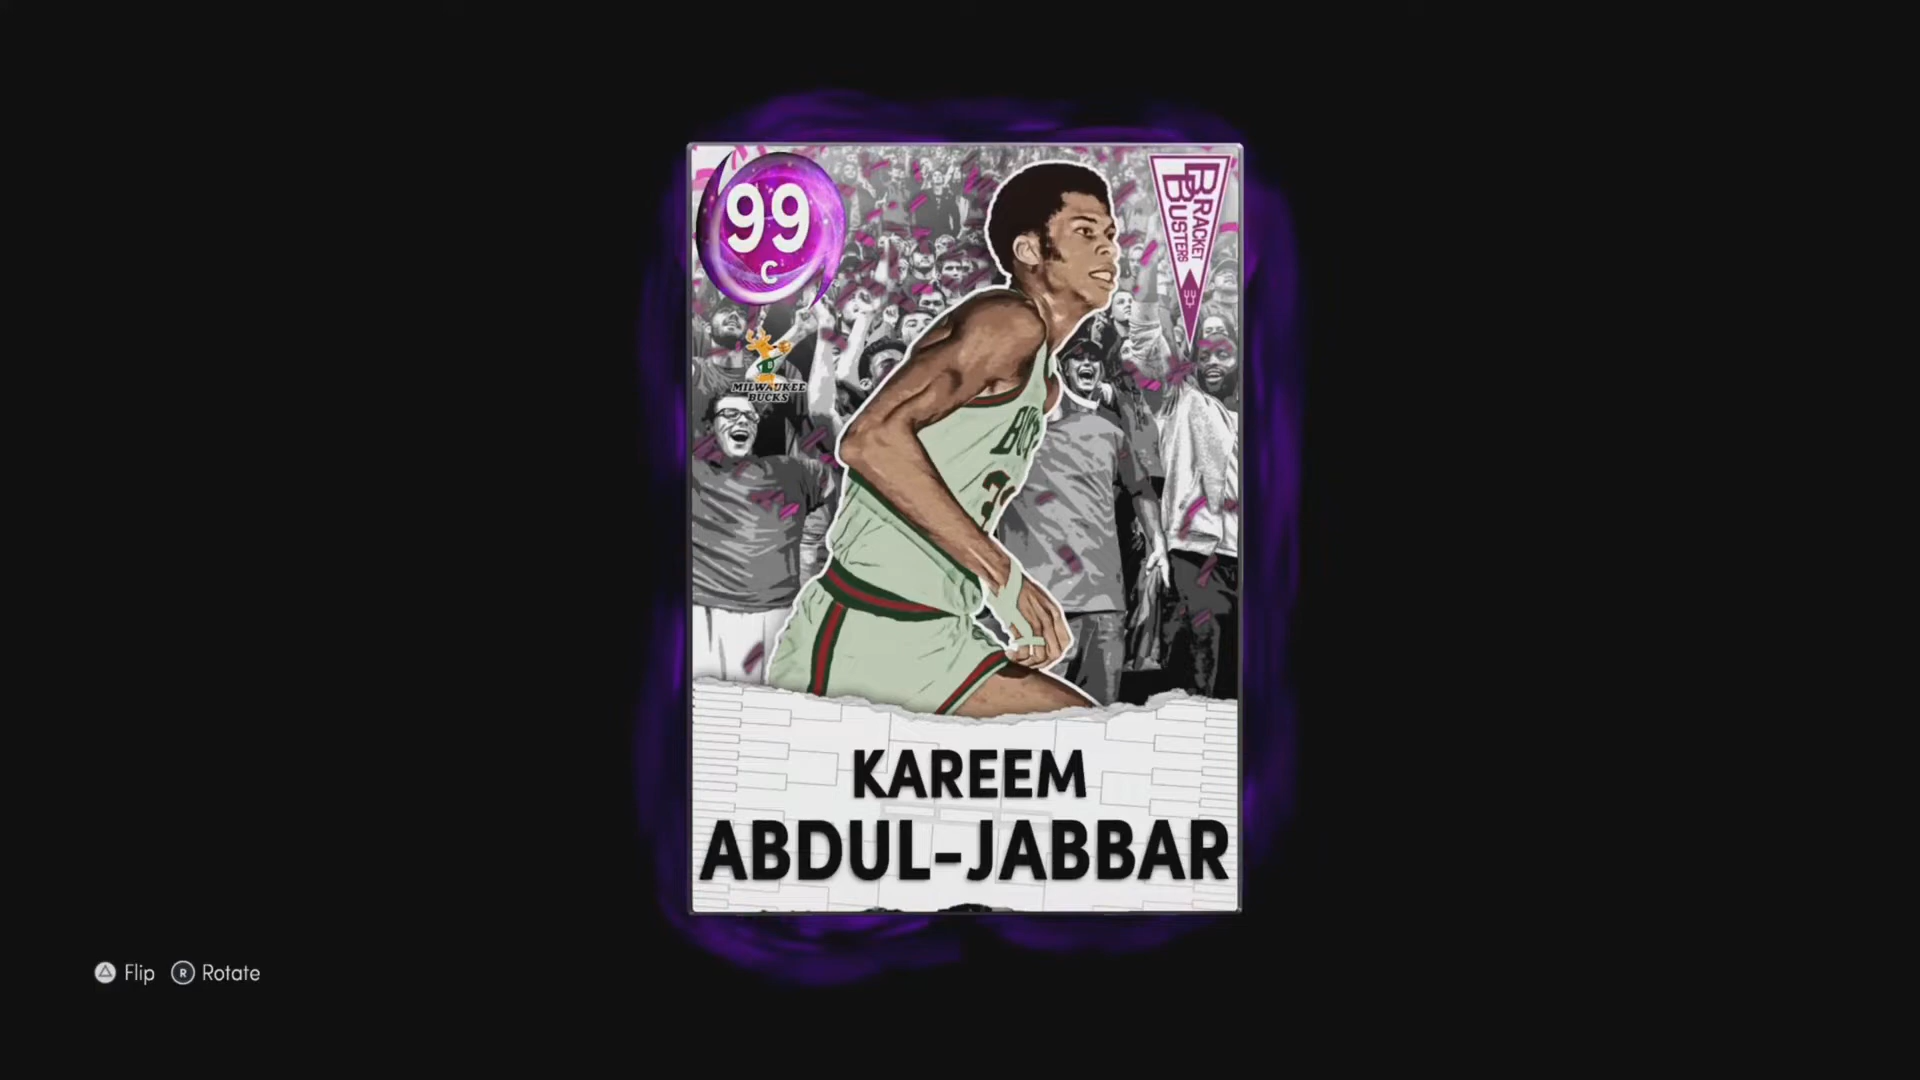 99
C
BRACKET
BUSTERS
MILWAUKEE
BUCKS
KAREEM
ABDUL-JABBAR
Flip
R Rotate